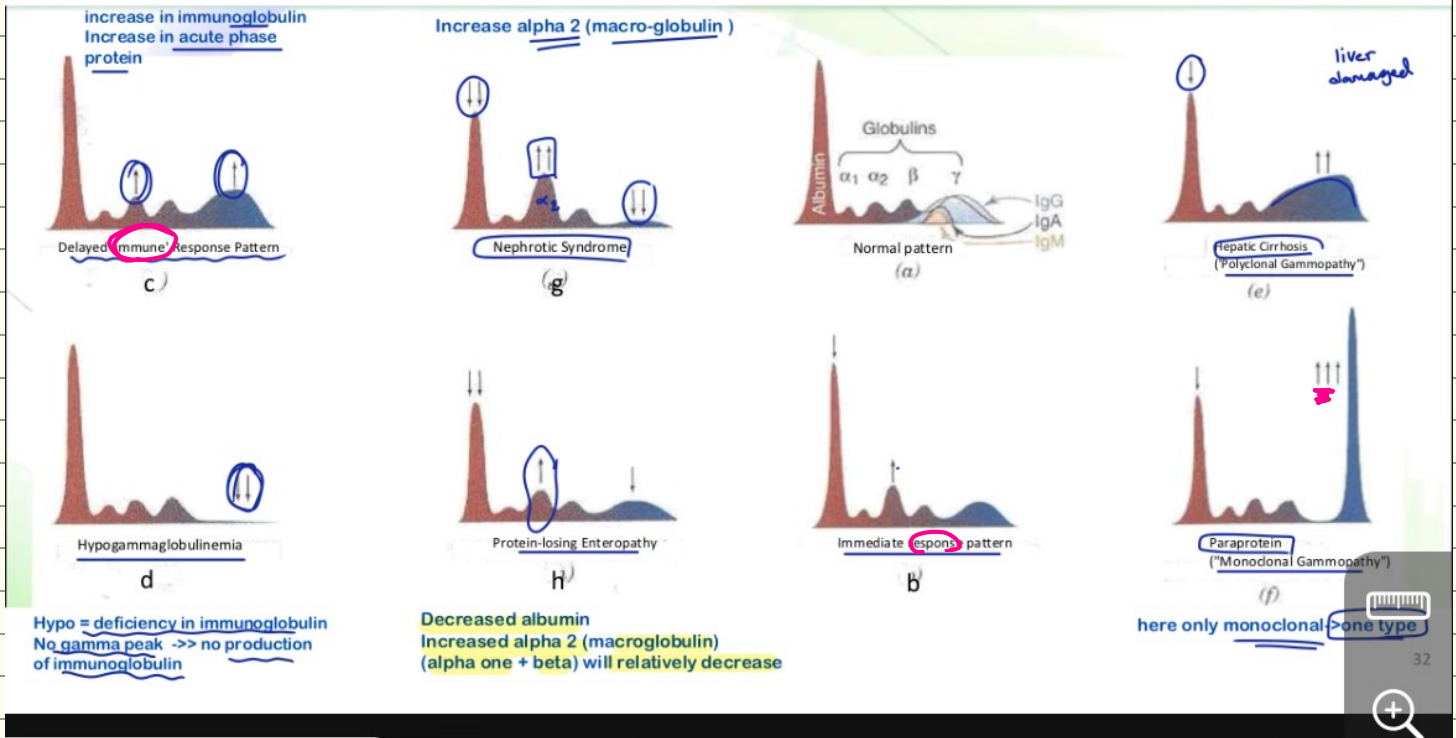 increase in immunoglobulin
Increase in acute phase
protein
Delayed mmune' Response Pattern
c )
Increase alpha 2 (macro-globulin )
α2
Nephrotic Syndrome
(g)
Globulins
Albumin
α1 α2 β γ
IgG
IgA
IgM
Normal pattern
(a)
liver
damaged
Hepatic Cirrhosis
("Polyclonal Gammopathy")
(e)
Hypogammaglobulinemia
d
Hypo = deficiency in immunoglobulin
No gamma peak ->> no production
of immunoglobulin
Protein-losing Enteropathy
h)
Decreased albumin
Increased alpha 2 (macroglobulin)
(alpha one + beta) will relatively decrease
Immediate response pattern
b
Paraprotein
("Monoclonal Gammopathy")
(f)
here only monoclonal->one type
32